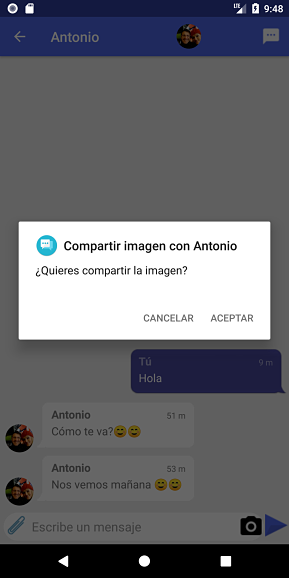 LTE 9:48
Antonio
Compartir imagen con Antonio
¿Quieres compartir la imagen?
CANCELAR ACEPTAR
Tú 9 m
Hola
Antonio 51 m
Cómo te va?😄😄
Antonio 53 m
Nos vemos mañana 😄😄
Escribe un mensaje